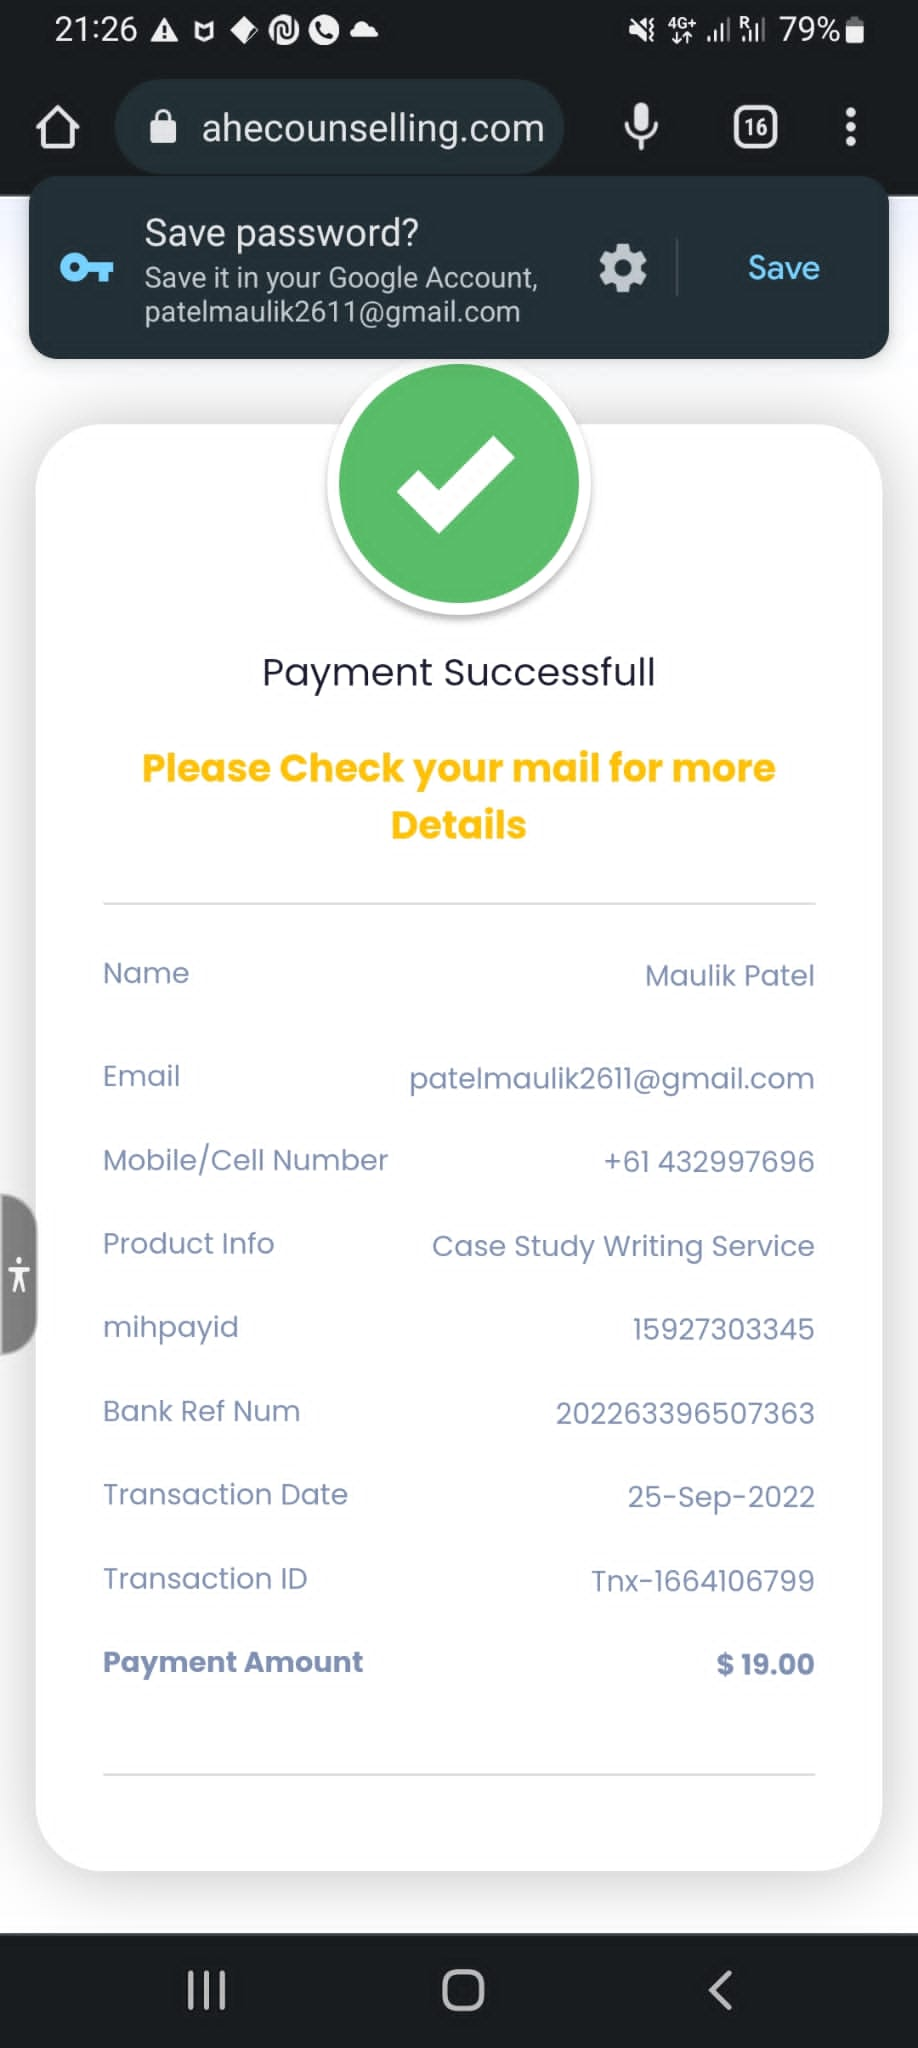 21:26
4G+ R 79%
ahecounselling.com
16
Save password?
Save it in your Google Account,
patelmaulik2611@gmail.com
Save
Payment Successfull
Please Check your mail for more
Details
Name Maulik Patel
Email patelmaulik2611@gmail.com
Mobile/Cell Number +61 432997696
Product Info Case Study Writing Service
mihpayid 15927303345
Bank Ref Num 202263396507363
Transaction Date 25-Sep-2022
Transaction ID Tnx-1664106799
Payment Amount $ 19.00